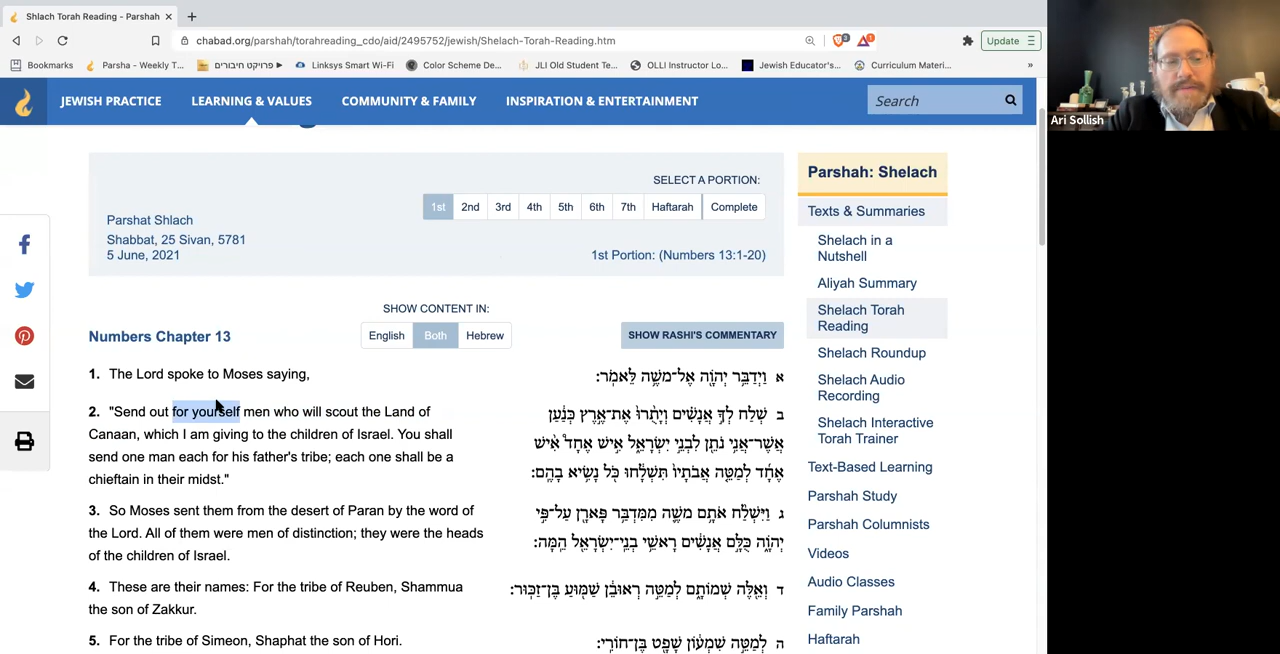 Shlach Torah Reading - Parshah
chabad.org/parshah/torahreading_cdo/aid/2495752/jewish/Shelach-Torah-Reading.htm
3
1
Update
Bookmarks
Parsha - Weekly T...
פרויקט חיבורים
Linksys Smart Wi-Fi
Color Scheme De...
JLI Old Student Te...
OLLI Instructor Lo...
Jewish Educator's...
Curriculum Materi...
»
JEWISH PRACTICE
LEARNING & VALUES
COMMUNITY & FAMILY
INSPIRATION & ENTERTAINMENT
Search
Ari Sollish
SELECT A PORTION:
1st
2nd
3rd
4th
5th
6th
7th
Haftarah
Complete
Parshat Shlach
Shabbat, 25 Sivan, 5781
5 June, 2021
1st Portion: (Numbers 13:1-20)
SHOW CONTENT IN:
English
Both
Hebrew
SHOW RASHI'S COMMENTARY
Numbers Chapter 13
1. The Lord spoke to Moses saying,
א וַיְדַבֵּ֥ר יְהֹוָ֖ה אֶל־משֶׁ֥ה לֵּאמֹֽר:
2. "Send out for yourself men who will scout the Land of
Canaan, which I am giving to the children of Israel. You shall
send one man each for his father's tribe; each one shall be a
chieftain in their midst."
ב שְׁלַח־לְךָ֣ אֲנָשִׁ֗ים וְיָתֻ֨רוּ֙ אֶת־אֶ֣רֶץ כְּנַ֔עַן
אֲשֶׁר־אֲנִ֥י נֹתֵ֖ן לִבְנֵ֣י יִשְׂרָאֵ֑ל אִ֣ישׁ אֶחָד֩ אִ֨ישׁ
אֶחָ֜ד לְמַטֵּ֤ה אֲבֹתָיו֙ תִּשְׁלָ֔חוּ כֹּ֖ל נָשִׂ֥יא בָהֶֽם:
3. So Moses sent them from the desert of Paran by the word of
the Lord. All of them were men of distinction; they were the heads
of the children of Israel.
ג וַיִּשְׁלַ֨ח אֹתָ֥ם משֶׁ֛ה מִמִּדְבַּ֥ר פָּארָ֖ן עַל־פִּ֣י
יְהֹוָ֑ה כֻּלָּ֣ם אֲנָשִׁ֔ים רָאשֵׁ֥י בְנֵֽי־יִשְׂרָאֵ֖ל הֵֽמָּה:
4. These are their names: For the tribe of Reuben, Shammua
the son of Zakkur.
ד וְאֵ֖לֶּה שְׁמוֹתָ֑ם לְמַטֵּ֣ה רְאוּבֵ֔ן שַׁמּ֖וּעַ בֶּן־זַכּֽוּר:
5. For the tribe of Simeon, Shaphat the son of Hori.
ה לְמַטֵּ֣ה שִׁמְע֔וֹן שָׁפָ֖ט בֶּן־חוֹרִֽי:
Parshah: Shelach
Texts & Summaries
Shelach in a
Nutshell
Aliyah Summary
Shelach Torah
Reading
Shelach Roundup
Shelach Audio
Recording
Shelach Interactive
Torah Trainer
Text-Based Learning
Parshah Study
Parshah Columnists
Videos
Audio Classes
Family Parshah
Haftarah